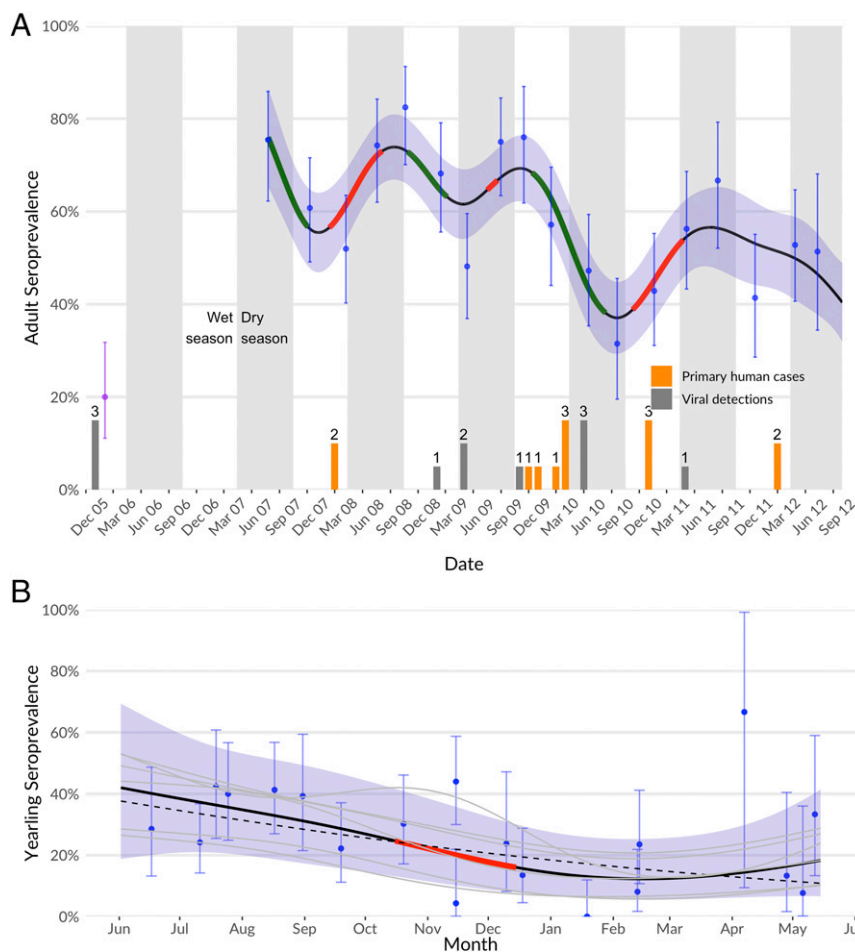 A
100%
80%
60%
40%
20%
0%
Adult Seroprevalence
Wet Dry
season season
Primary human cases
Viral detections
3 2 1 2 1 1 1 1 3 3 3 1 2
Dec 05 Mar 06 Jun 06 Sep 06 Dec 06 Mar 07 Jun 07 Sep 07 Dec 07 Mar 08 Jun 08 Sep 08 Dec 08 Mar 09 Jun 09 Sep 09 Dec 09 Mar 10 Jun 10 Sep 10 Dec 10 Mar 11 Jun 11 Sep 11 Dec 11 Mar 12 Jun 12 Sep 12
Date
B
100%
80%
60%
40%
20%
0%
Yearling Seroprevalence
Jun Jul Aug Sep Oct Nov Dec Jan Feb Mar Apr May Ju
Month